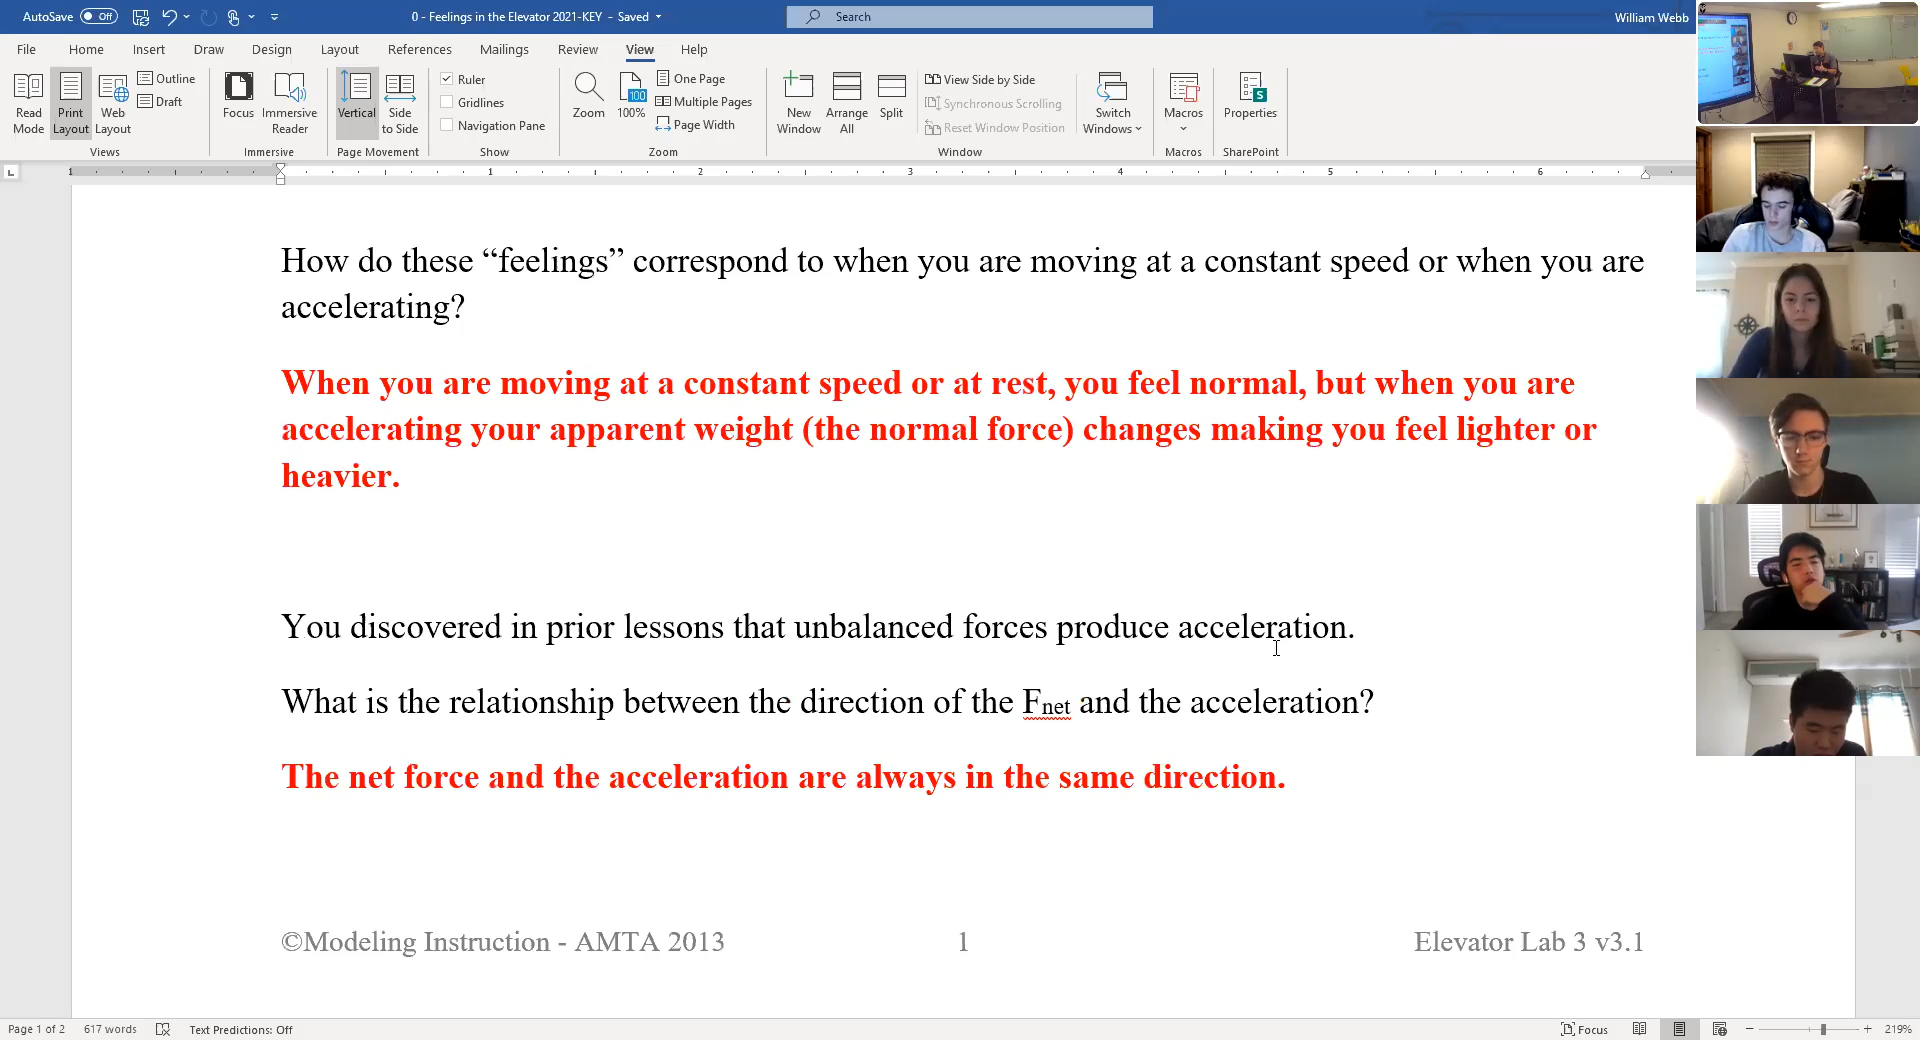 AutoSave Off 0 - Feelings in the Elevator 2021-KEY - Saved Search William Webb
File Home Insert Draw Design Layout References Mailings Review View Help
Read Mode
Print Layout
Web Layout
Outline
Draft
Views
Focus
Immersive Reader
Immersive
Vertical
Side to Side
Page Movement
Ruler
Gridlines
Navigation Pane
Show
Zoom
100
100%
One Page
Multiple Pages
Page Width
Zoom
New Window
Arrange All
Split
View Side by Side
Synchronous Scrolling
Reset Window Position
Window
Switch Windows
Macros
Macros
S
Properties
SharePoint
1 1 2 3 4 5 6
How do these “feelings” correspond to when you are moving at a constant speed or when you are
accelerating?
When you are moving at a constant speed or at rest, you feel normal, but when you are
accelerating your apparent weight (the normal force) changes making you feel lighter or
heavier.
You discovered in prior lessons that unbalanced forces produce acceleration.
What is the relationship between the direction of the Fnet and the acceleration?
The net force and the acceleration are always in the same direction.
©Modeling Instruction - AMTA 2013 1 Elevator Lab 3 v3.1
Page 1 of 2 617 words Text Predictions: Off Focus 219%